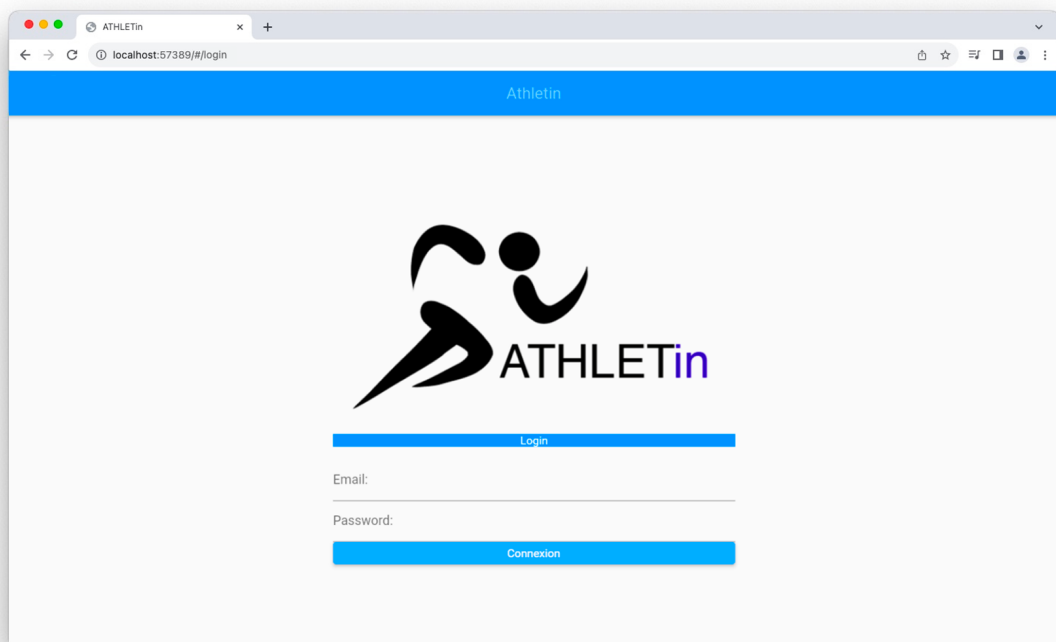 ATHLETin
localhost:57389/#/login
Athletin
ATHLETin
Login
Email:
Password:
Connexion